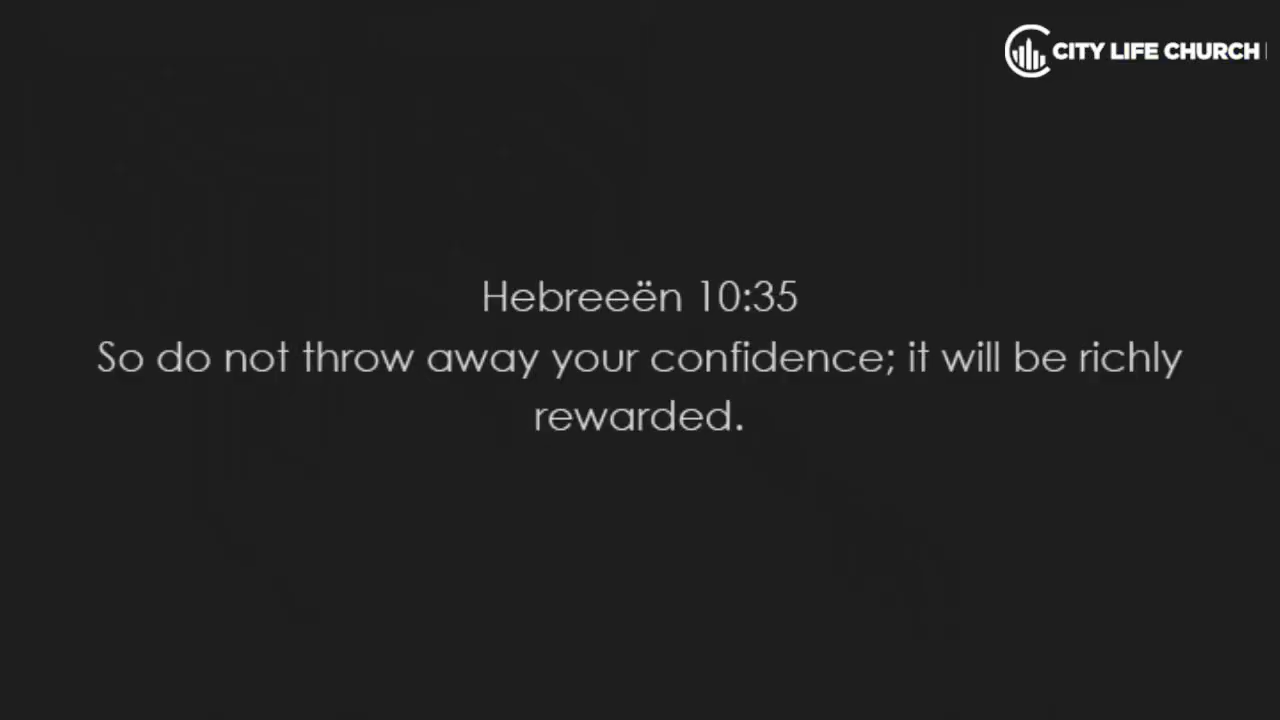 CITY LIFE CHURCH
Hebreeën 10:35
So do not throw away your confidence; it will be richly
rewarded.